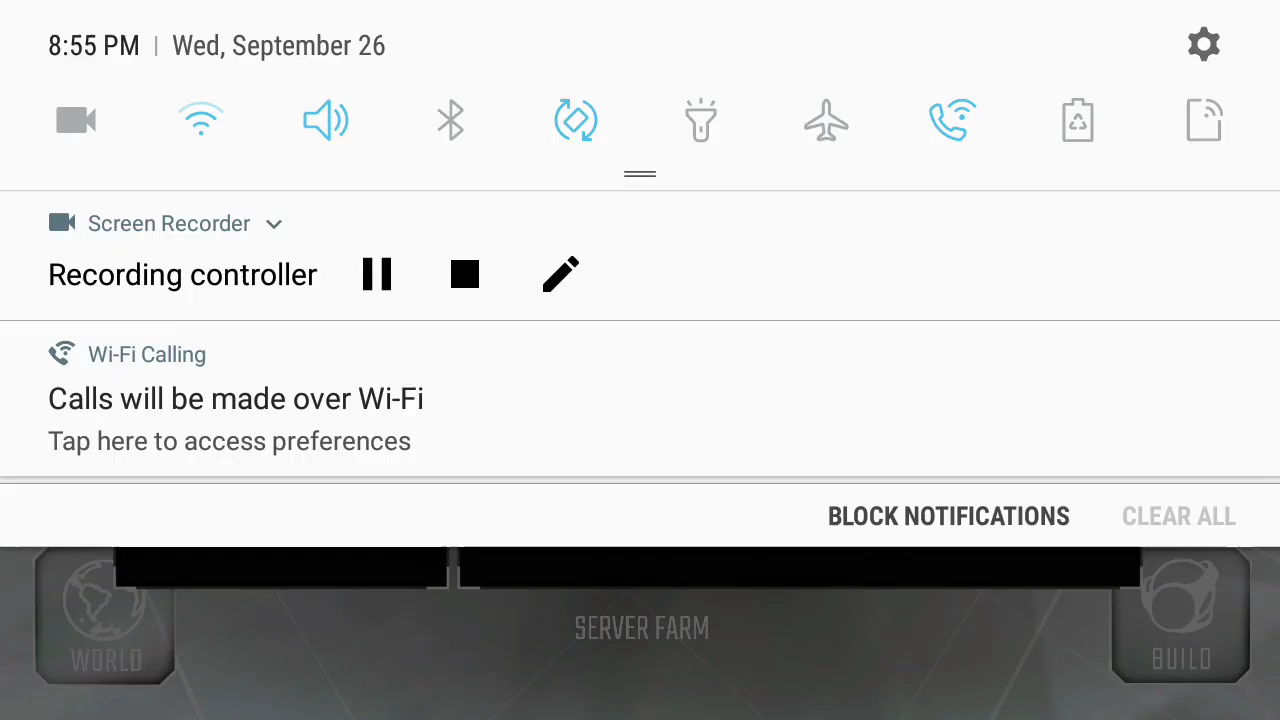 8:55 PM | Wed, September 26
Screen Recorder
Recording controller
Wi-Fi Calling
Calls will be made over Wi-Fi
Tap here to access preferences
BLOCK NOTIFICATIONS CLEAR ALL
SERVER FARM
WORLD BUILD